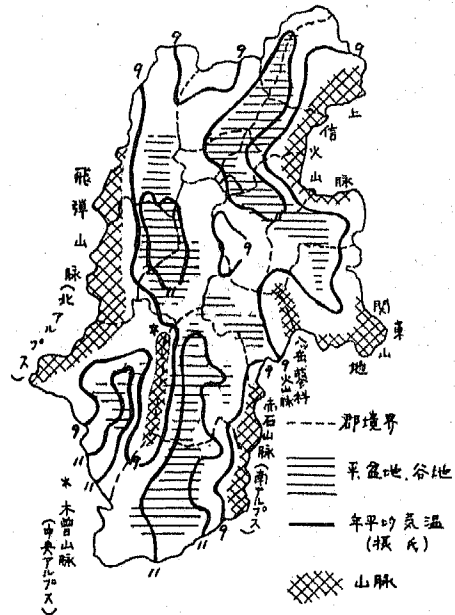 9
9
9
9
上信火山脈
飛弾山脈(北アルプス)
9
11
*
関東山地
八ヶ岳蓼科火山脈
9
9
赤石山脈(南アルプス)
9
11
11
9
* 木曽山脈
(中央アルプス)
11
11
9
郡境界
平、盆地、谷地
年平均気温
(摂氏)
山脈